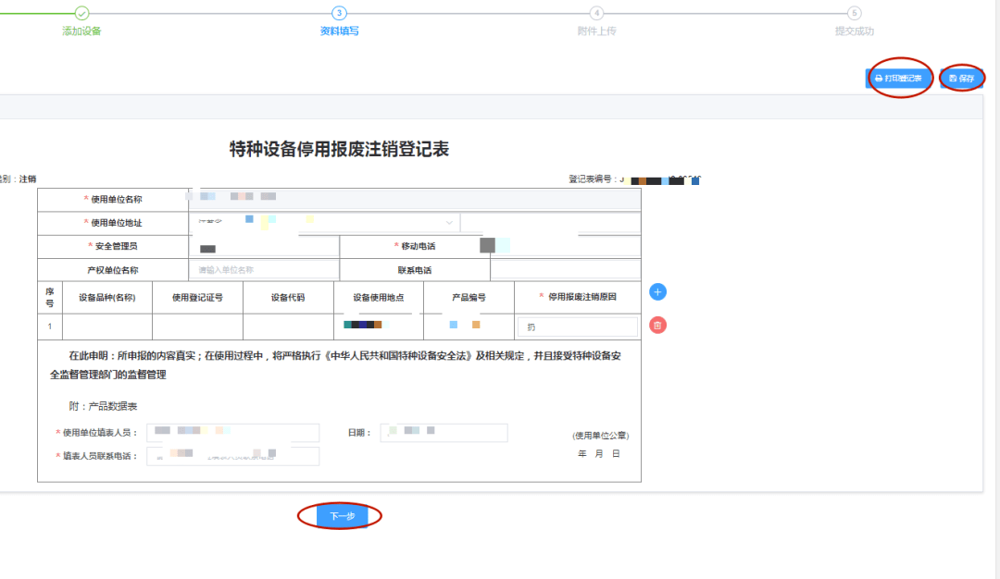 3 4 5
添加设备 资料填写 附件上传 提交成功
打印登记表 保存
特种设备停用报废注销登记表
别：注销 登记表编号：J
* 使用单位名称
* 使用单位地址
* 安全管理员 * 移动电话
产权单位名称 请输入单位名称 联系电话
序号 设备品种(名称) 使用登记证号 设备代码 设备使用地点 产品编号 * 停用报废注销原因
1 扔
在此申明：所申报的内容真实；在使用过程中，将严格执行《中华人民共和国特种设备安全法》及相关规定，并且接受特种设备安
全监督管理部门的监督管理
附：产品数据表
* 使用单位填表人员： 日期： (使用单位公章)
* 填表人员联系电话： 年 月 日
下一步